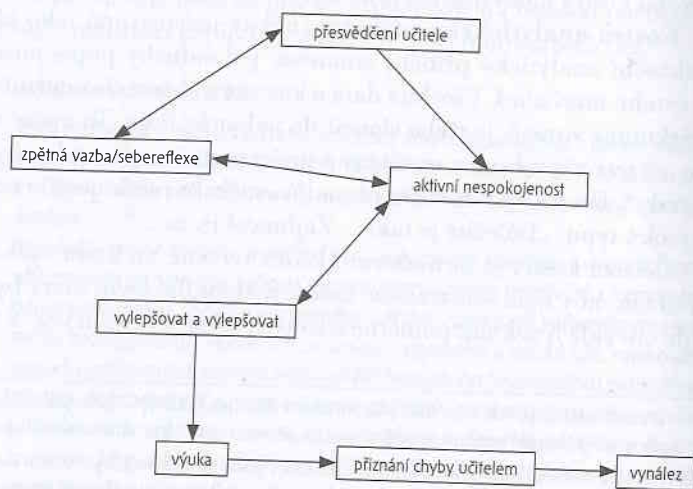 přesvědčení učitele
zpětná vazba/sebereflexe
aktivní nespokojenost
vylepšovat a vylepšovat
výuka
přiznání chyby učitelem
vynález